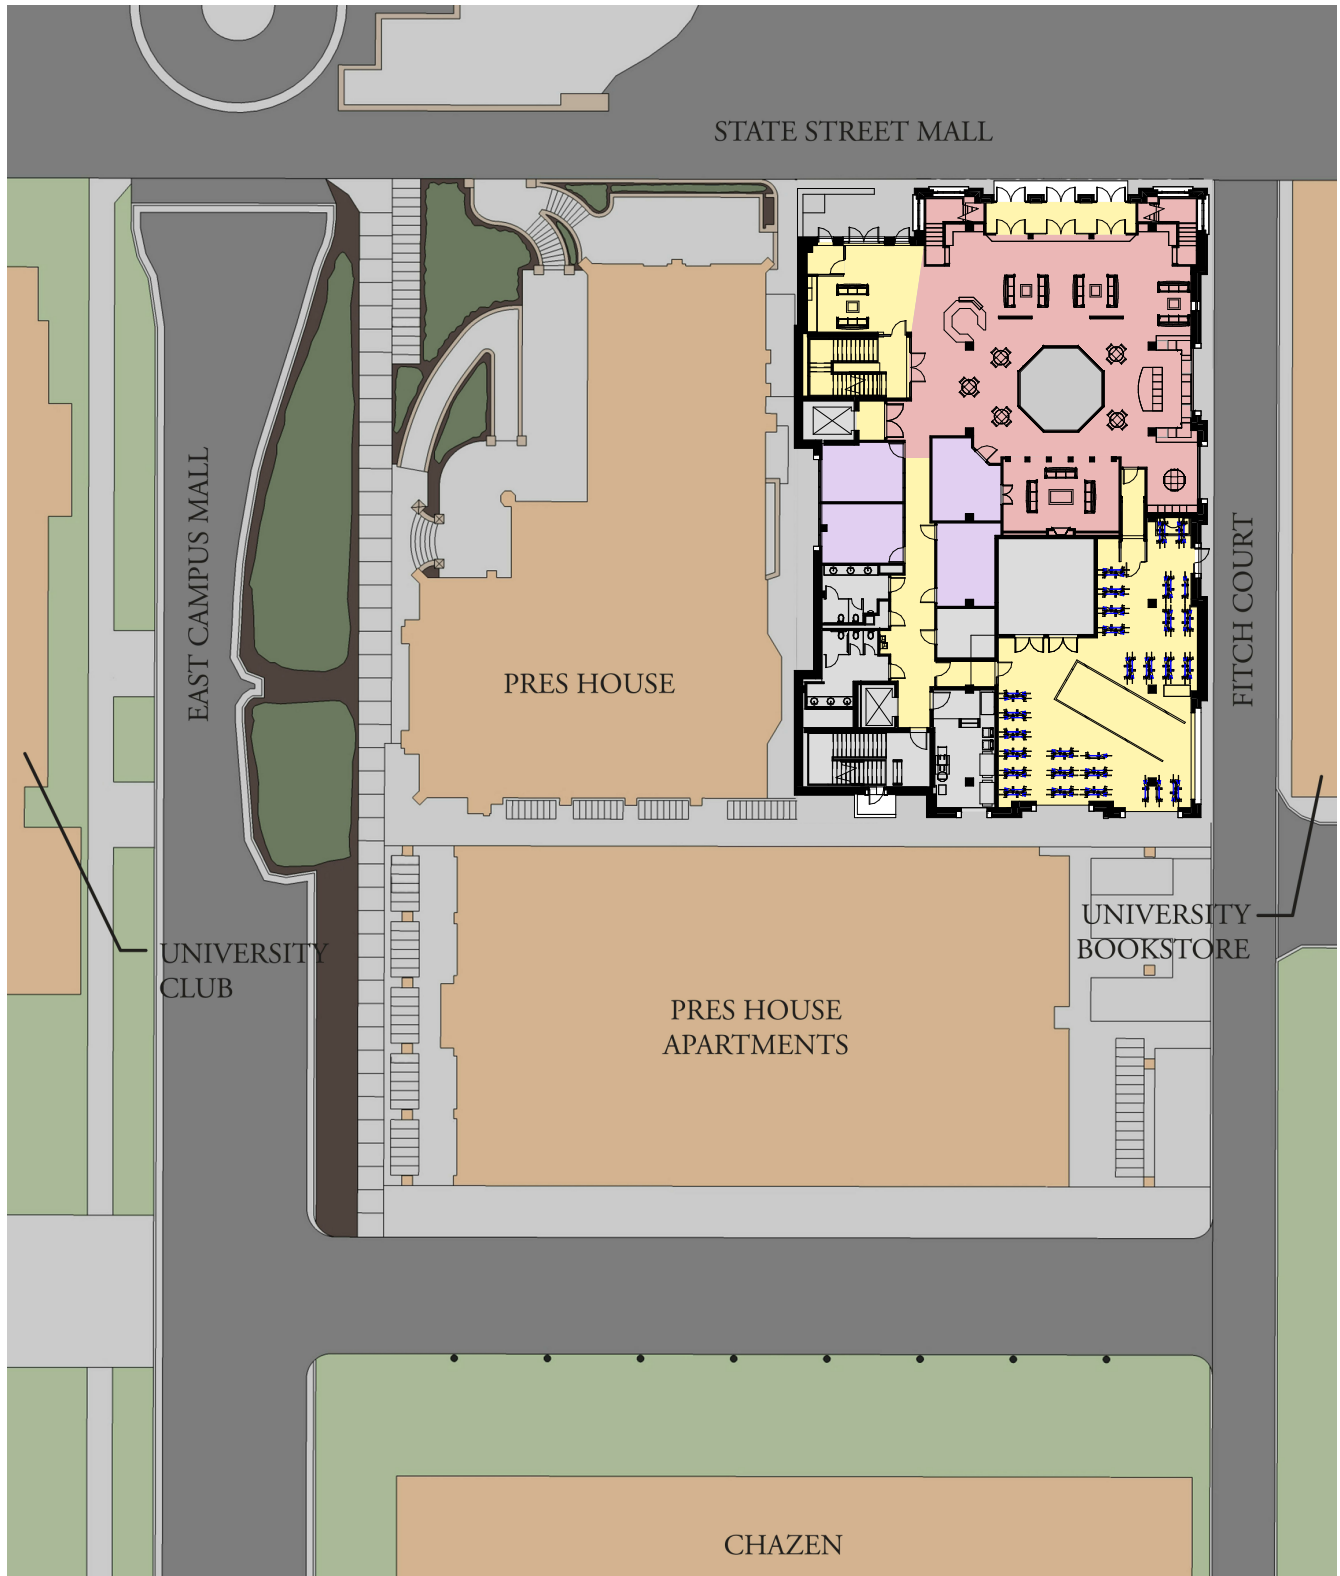 STATE STREET MALL
EAST CAMPUS MALL
FITCH COURT
PRES HOUSE
UNIVERSITY
CLUB
UNIVERSITY
BOOKSTORE
PRES HOUSE
APARTMENTS
CHAZEN